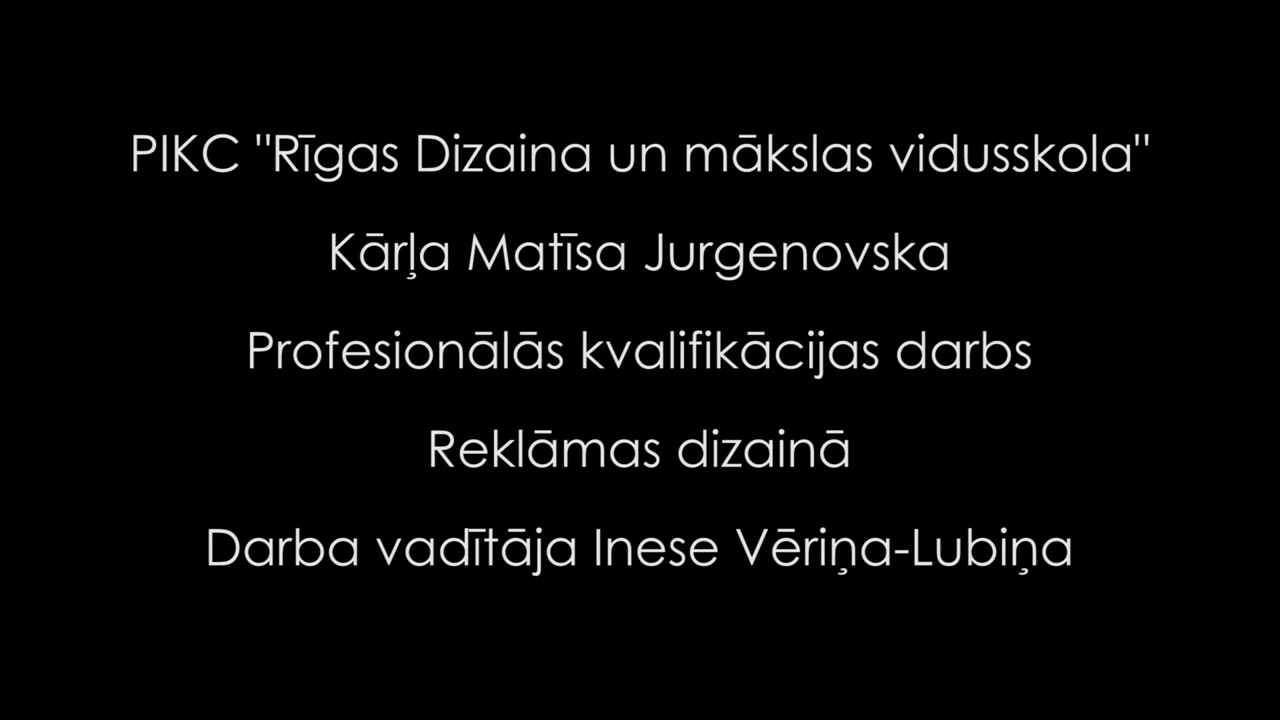 PIKC "Rīgas Dizaina un mākslas vidusskola"
Kārļa Matīsa Jurgenovska
Profesionālās kvalifikācijas darbs
Reklāmas dizainā
Darba vadītāja Inese Vēriņa-Lubiņa